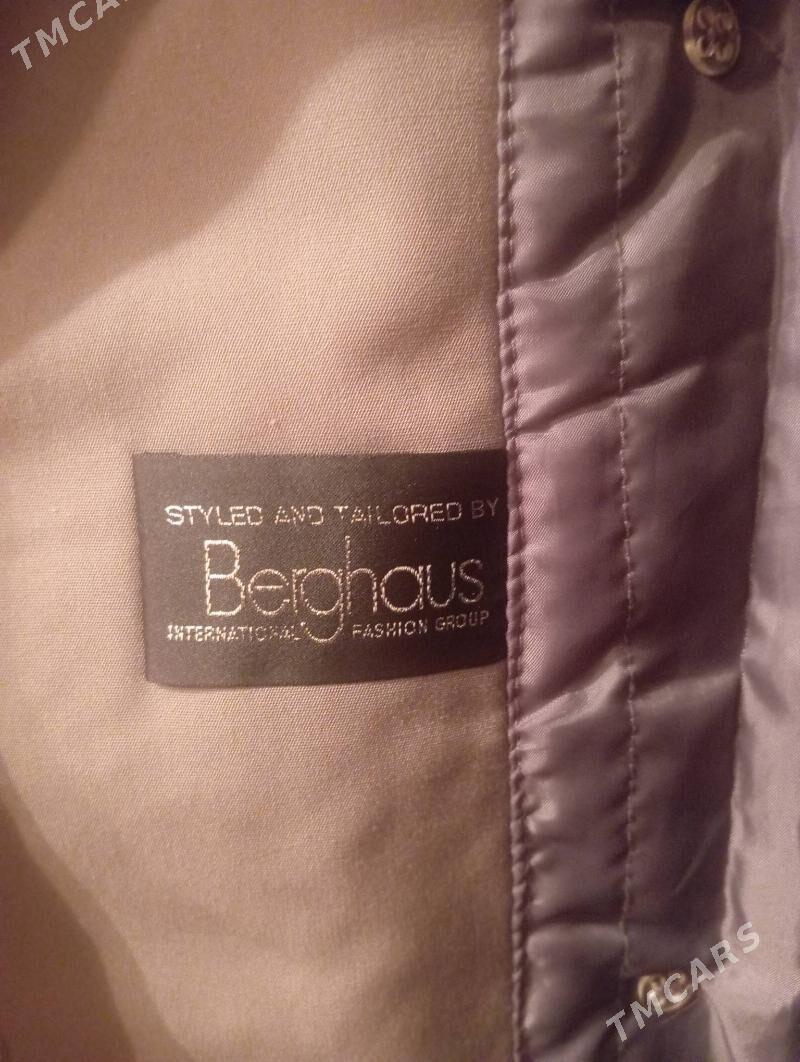 TMCARS
STYLED AND TAILORED BY
Berghaus
INTERNATIONAL FASHION GROUP
TMCARS